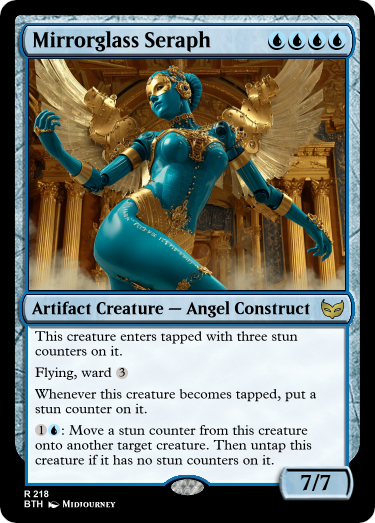 Mirrorglass Seraph
Artifact Creature — Angel Construct
This creature enters tapped with three stun
counters on it.
Flying, ward 3
Whenever this creature becomes tapped, put a
stun counter on it.
1: Move a stun counter from this creature
onto another target creature. Then untap this
creature if it has no stun counters on it.
7/7
R 218
BTH Midjourney